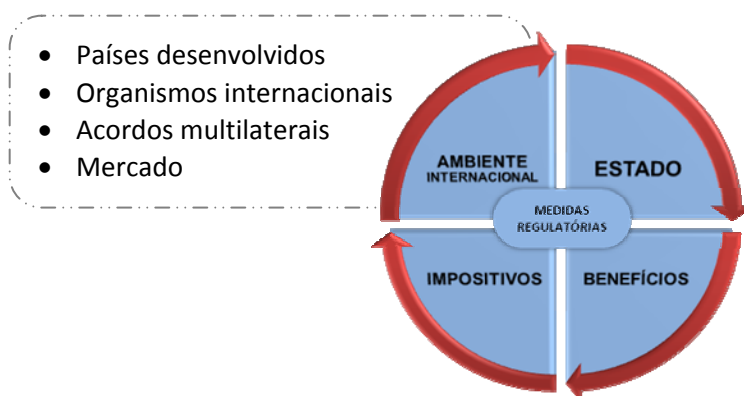 • Países desenvolvidos
• Organismos internacionais
• Acordos multilaterais
• Mercado
AMBIENTE
INTERNACIONAL
ESTADO
MEDIDAS
REGULATÓRIAS
IMPOSITIVOS
BENEFÍCIOS